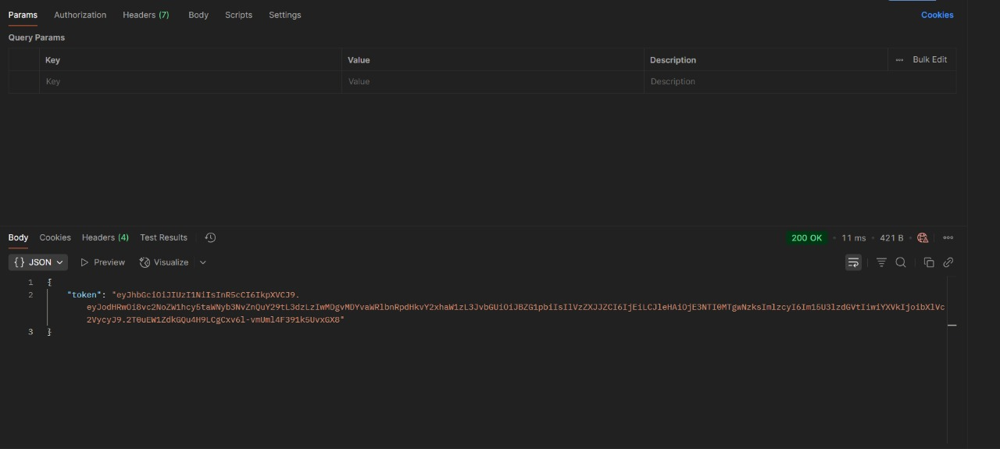 Params Authorization Headers (7) Body Scripts Settings Cookies
Query Params
Key Value Description Bulk Edit
Key Value Description
Body Cookies Headers (4) Test Results 200 OK 11 ms 421 B
{} JSON Preview Visualize
1 {
2 "token": "eyJhbGciOiJIUzI1NiIsInR5cCI6IkpXVCJ9.
eyJodHRwOi8vc2NoZW1hcy5taWNyb3NvZnQuY29tL3dzLzIwMDgvMDYvaWRlbnRpdHkvY2xhaW1zL3JvbGUiOiJBZG1pbiIsIlVzZXJJZCI6IjEiLCJleHAiOjE3NTI0MTgwNzksImlzcyI6Im15U3lzdGVtIiwiYXVkIjoibXlVc
2VycyJ9.2T0uEW1ZdkGQu4H9LCgCxv6l-vmUml4F391k5UvxGX8"
3 }